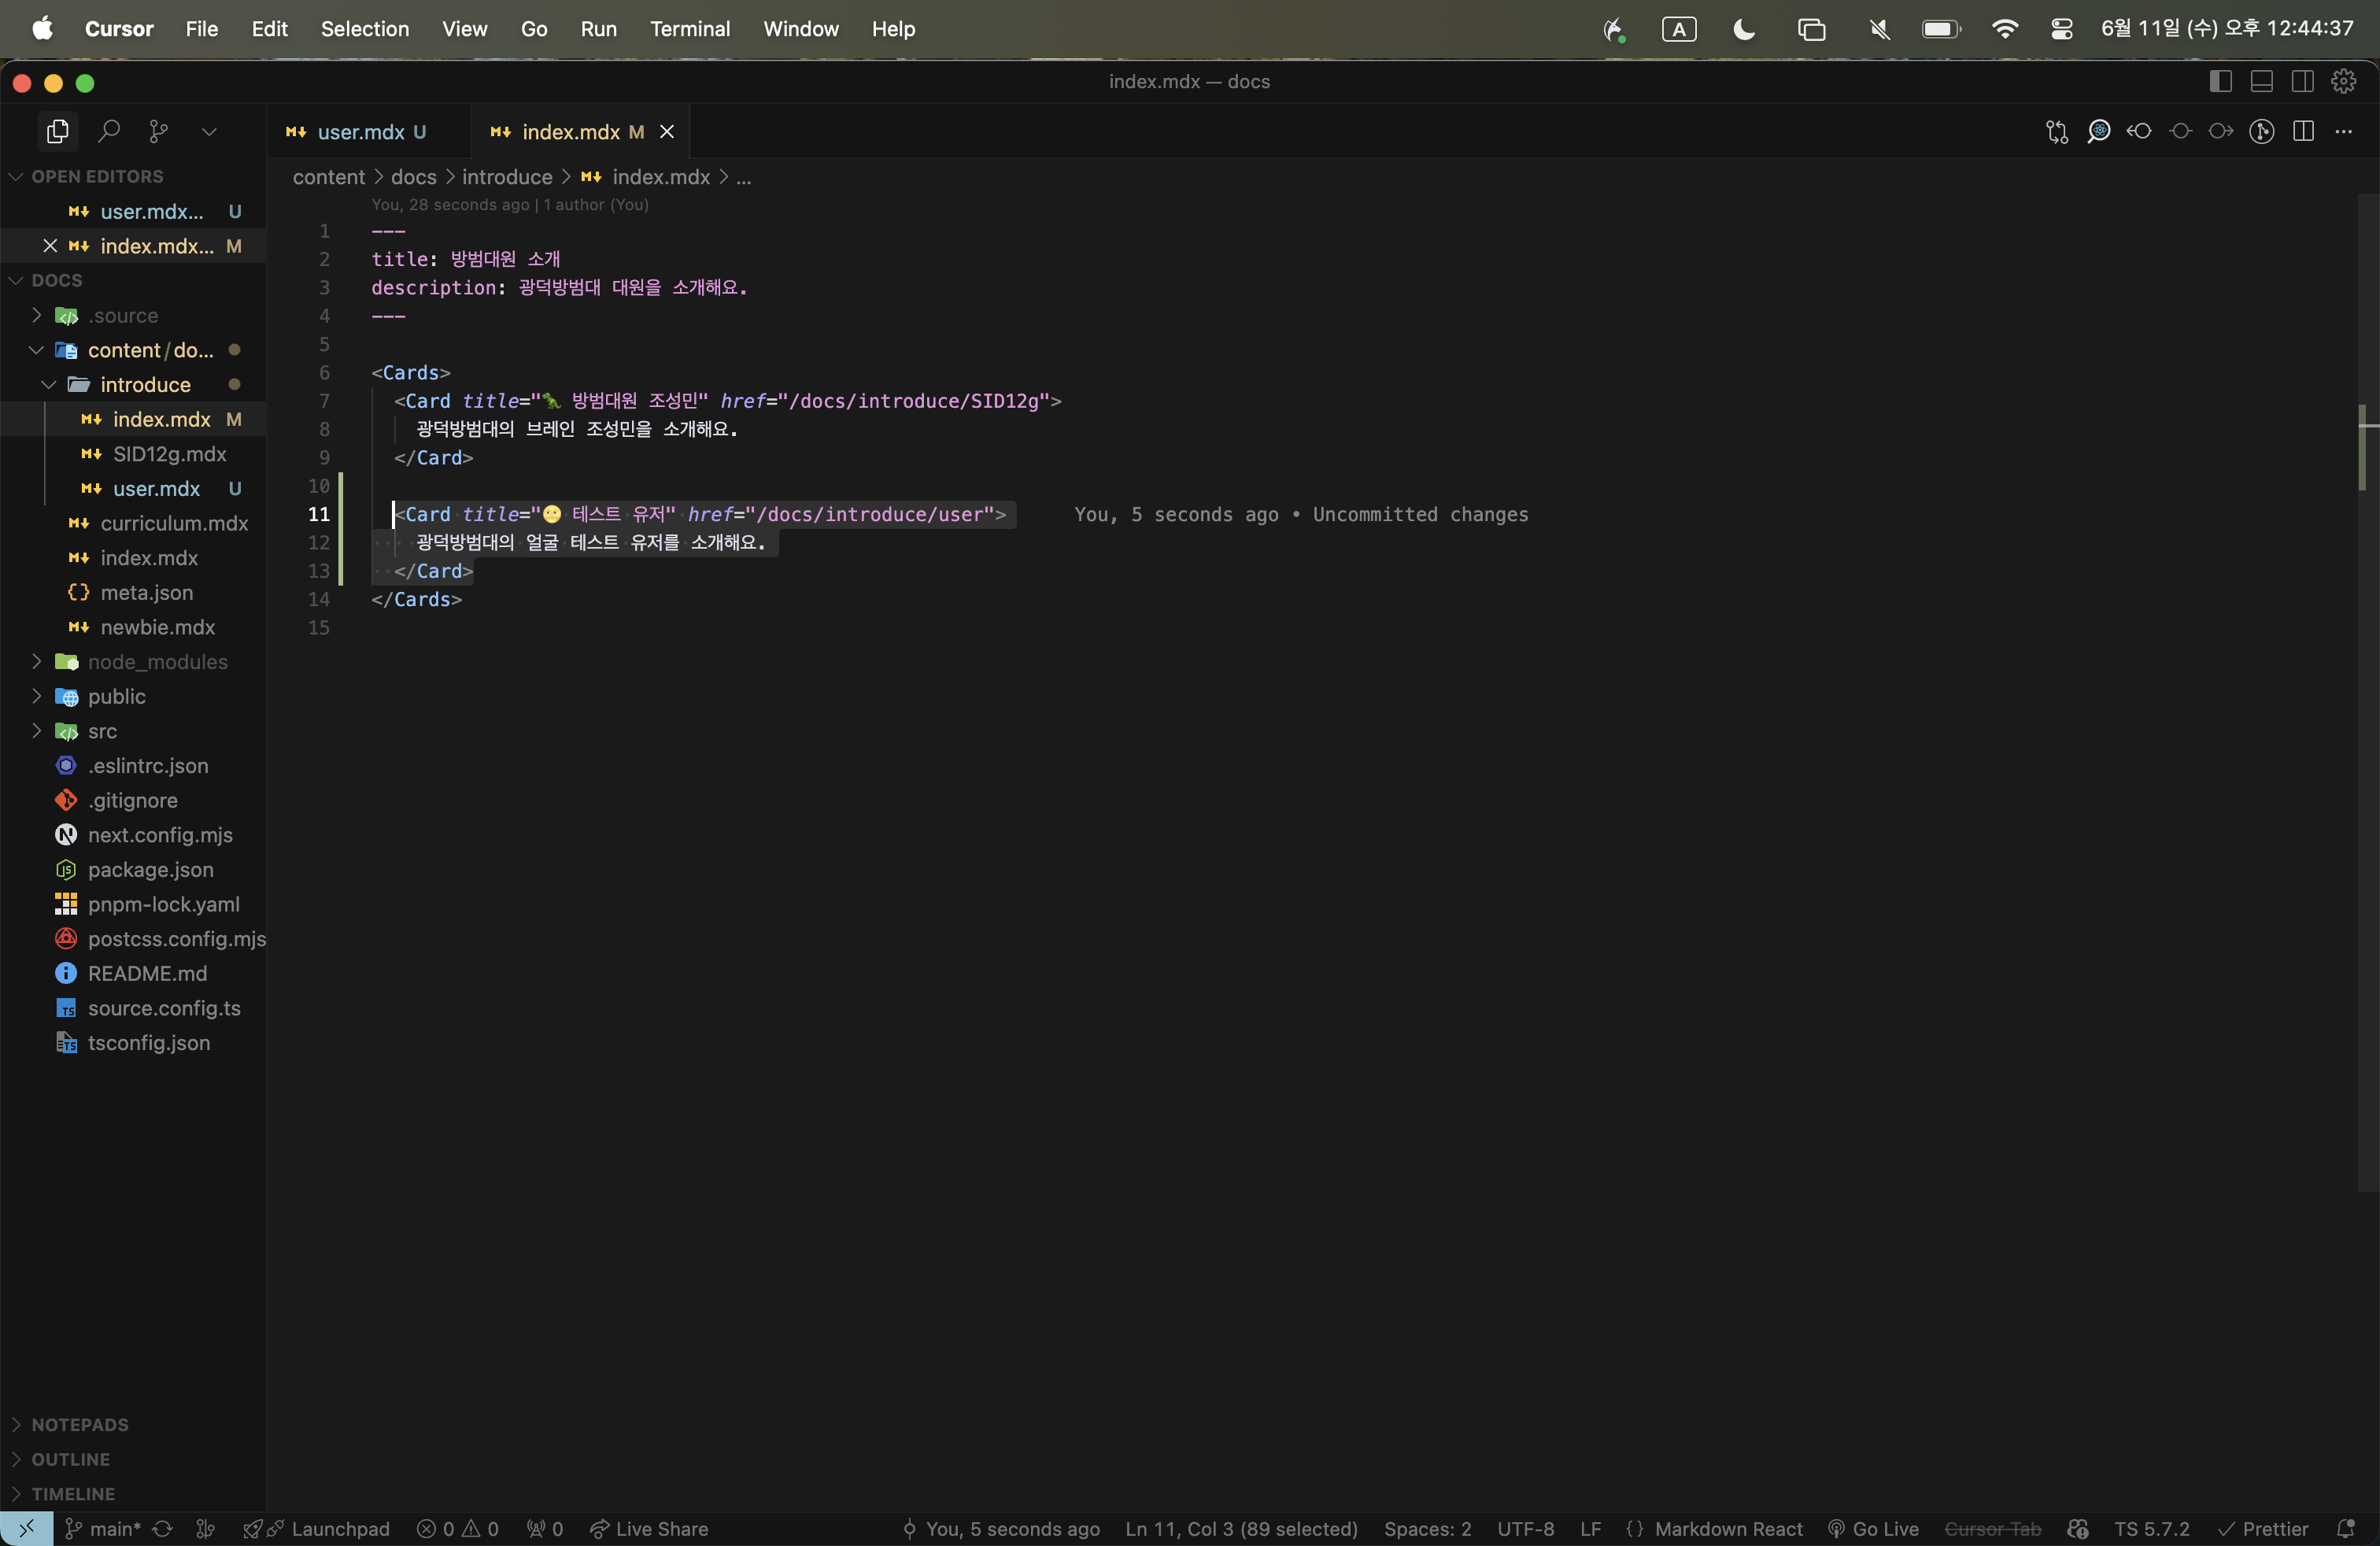 Cursor File Edit Selection View Go Run Terminal Window Help A 6월 11일 (수) 오후 12:44:37
index.mdx — docs
user.mdx U index.mdx M
OPEN EDITORS
user.mdx... U
index.mdx... M
DOCS
.source
content/do...
introduce
index.mdx M
SID12g.mdx
user.mdx U
curriculum.mdx
index.mdx
meta.json
newbie.mdx
node_modules
public
src
.eslintrc.json
.gitignore
next.config.mjs
package.json
pnpm-lock.yaml
postcss.config.mjs
README.md
source.config.ts
tsconfig.json
NOTEPADS
OUTLINE
TIMELINE
content > docs > introduce > index.mdx > ...
You, 28 seconds ago | 1 author (You)
1 ---
2 title: 방범대원 소개
3 description: 광덕방범대 대원을 소개해요.
4 ---
5
6 <Cards>
7 <Card title="🦖 방범대원 조성민" href="/docs/introduce/SID12g">
8 광덕방범대의 브레인 조성민을 소개해요.
9 </Card>
10
11 <Card title="🌝 테스트 유저" href="/docs/introduce/user"> You, 5 seconds ago • Uncommitted changes
12 광덕방범대의 얼굴 테스트 유저를 소개해요.
13 </Card>
14 </Cards>
15
main* Launchpad 0 0 0 Live Share You, 5 seconds ago Ln 11, Col 3 (89 selected) Spaces: 2 UTF-8 LF {} Markdown React Go Live Cursor Tab TS 5.7.2 Prettier